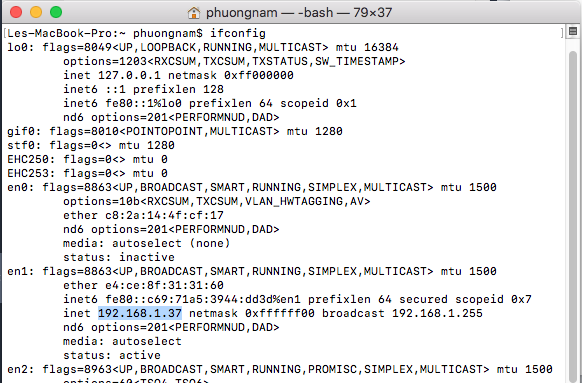 phuongnam — -bash — 79×37
[Les-MacBook-Pro:~ phuongnam$ ifconfig ]
lo0: flags=8049<UP,LOOPBACK,RUNNING,MULTICAST> mtu 16384
options=1203<RXCSUM,TXCSUM,TXSTATUS,SW_TIMESTAMP>
inet 127.0.0.1 netmask 0xff000000
inet6 ::1 prefixlen 128
inet6 fe80::1%lo0 prefixlen 64 scopeid 0x1
nd6 options=201<PERFORMNUD,DAD>
gif0: flags=8010<POINTOPOINT,MULTICAST> mtu 1280
stf0: flags=0<> mtu 1280
EHC250: flags=0<> mtu 0
EHC253: flags=0<> mtu 0
en0: flags=8863<UP,BROADCAST,SMART,RUNNING,SIMPLEX,MULTICAST> mtu 1500
options=10b<RXCSUM,TXCSUM,VLAN_HWTAGGING,AV>
ether c8:2a:14:4f:cf:17
nd6 options=201<PERFORMNUD,DAD>
media: autoselect (none)
status: inactive
en1: flags=8863<UP,BROADCAST,SMART,RUNNING,SIMPLEX,MULTICAST> mtu 1500
ether e4:ce:8f:31:31:60
inet6 fe80::c69:71a5:3944:dd3d%en1 prefixlen 64 secured scopeid 0x7
inet 192.168.1.37 netmask 0xffffff00 broadcast 192.168.1.255
nd6 options=201<PERFORMNUD,DAD>
media: autoselect
status: active
en2: flags=8963<UP,BROADCAST,SMART,RUNNING,PROMISC,SIMPLEX,MULTICAST> mtu 1500
options=60<TSO4,TSO6>